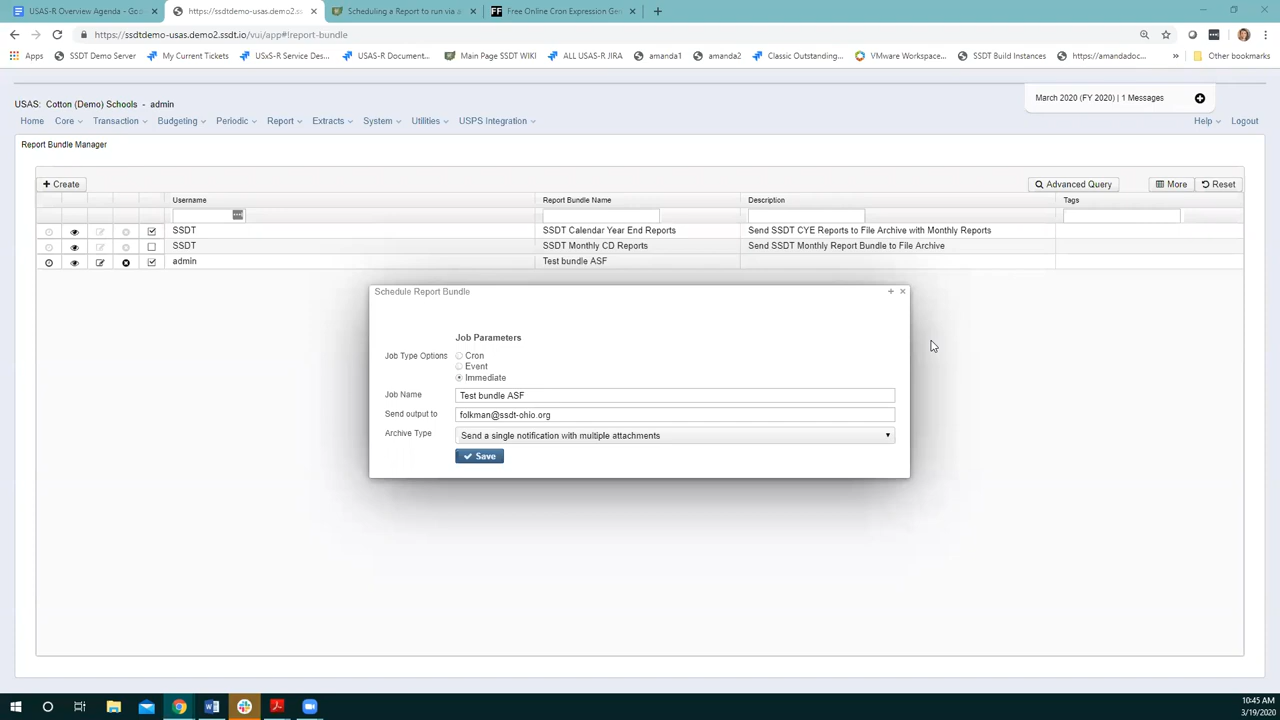 USAS-R Overview Agenda - Goo
https://ssdtdemo-usas.demo2.ssdt.io
Scheduling a Report to run via a
Free Online Cron Expression Gen
https://ssdtdemo-usas.demo2.ssdt.io/vui/app#!report-bundle
Apps
SSDT Demo Server
My Current Tickets
USxS-R Service Des...
USAS-R Document...
Main Page SSDT WIKI
ALL USAS-R JIRA
amanda1
amanda2
Classic Outstanding...
VMware Workspace...
SSDT Build Instances
https://amandadoc...
»
Other bookmarks
USAS: Cotton (Demo) Schools - admin
March 2020 (FY 2020) | 1 Messages
Home Core Transaction Budgeting Periodic Report Extracts System Utilities USPS Integration Help Logout
Report Bundle Manager
Create
Advanced Query
More
Reset
Username Report Bundle Name Description Tags
SSDT SSDT Calendar Year End Reports Send SSDT CYE Reports to File Archive with Monthly Reports
SSDT SSDT Monthly CD Reports Send SSDT Monthly Report Bundle to File Archive
admin Test bundle ASF
Schedule Report Bundle
Job Parameters
Job Type Options Cron
Event
Immediate
Job Name Test bundle ASF
Send output to folkman@ssdt-ohio.org
Archive Type Send a single notification with multiple attachments
Save
10:45 AM
3/19/2020